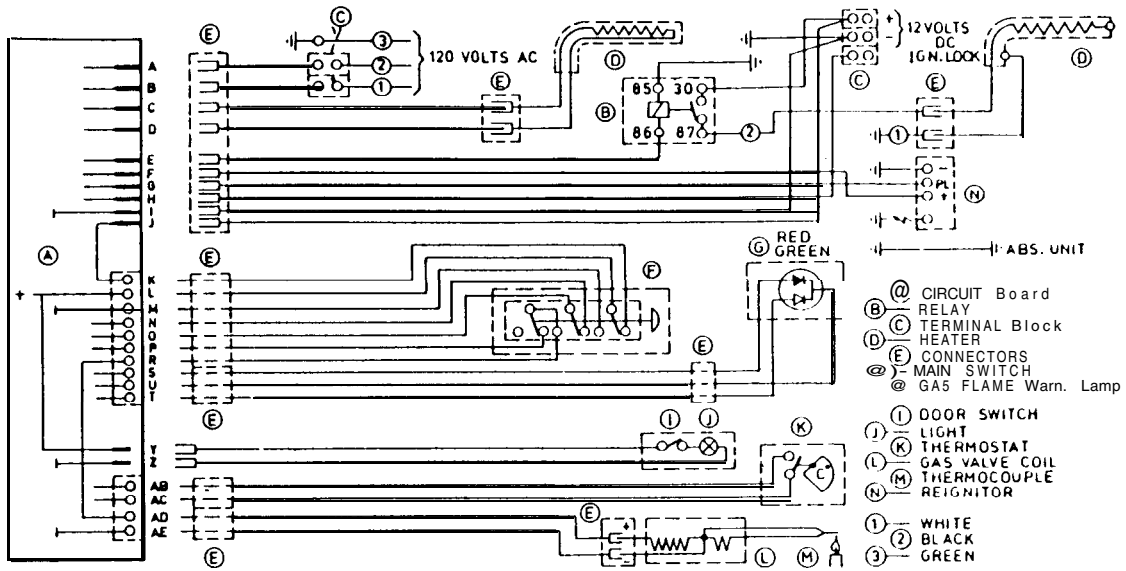 C
3
E
120 VOLTS AC
2
1
D
E
B
85 30
86 87
2
+
-
12 VOLTS
DC
IGN. LOCK
C
E
D
1
-
PL
+
N
ABS. UNIT
A
B
C
D
E
F
G
H
I
J
A
+
K
L
M
N
O
P
R
S
U
T
E
E
F
G RED
GREEN
E
Y
Z
AB
AC
AD
AE
E
I
J
K
E
+
-
L
M
@ CIRCUIT Board
B RELAY
C TERMINAL Block
D HEATER
E CONNECTORS
@ )- MAIN SWITCH
@ GA5 FLAME Warn. Lamp
I DOOR SWITCH
J LIGHT
K THERMOSTAT
L GAS VALVE COIL
M THERMOCOUPLE
N REIGNITOR
1 WHITE
2 BLACK
3 GREEN